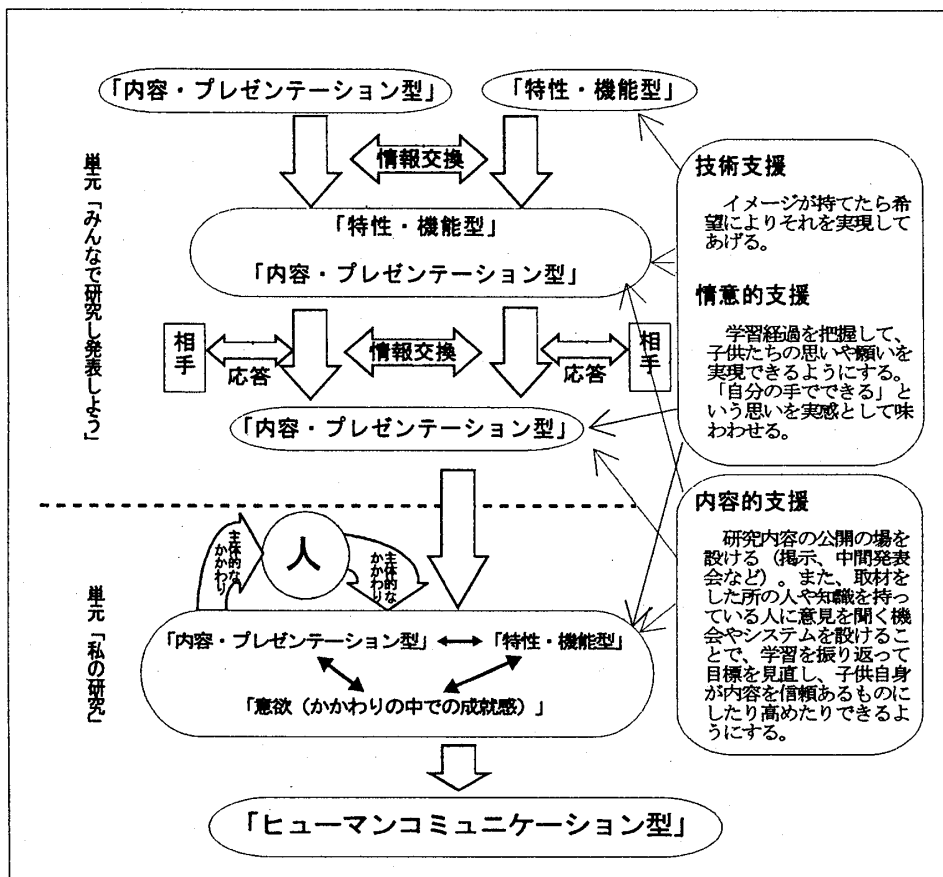 「内容・プレゼンテーション型」
「特性・機能型」
情報交換
「特性・機能型」
「内容・プレゼンテーション型」
相手
応答
情報交換
応答
相手
「内容・プレゼンテーション型」
単元「みんなで研究し発表しよう」
主体的な
かかわり
人
主体的な
かかわり
「内容・プレゼンテーション型」
「特性・機能型」
「意欲（かかわりの中での成就感）」
単元「私の研究」
「ヒューマンコミュニケーション型」
技術支援
イメージが持てたら希
望によりそれを実現して
あげる。
情意的支援
学習経過を把握して、
子供たちの思いや願いを
実現できるようにする。
「自分の手でできる」と
いう思いを実感として味
わわせる。
内容的支援
研究内容の公開の場を
設ける（掲示、中間発表
会など）。また、取材を
した所の人や知識を持っ
ている人に意見を聞く機
会やシステムを設けるこ
とで、学習を振り返って
目標を見直し、子供自身
が内容を信頼あるものに
したり高めたりできるよ
うにする。